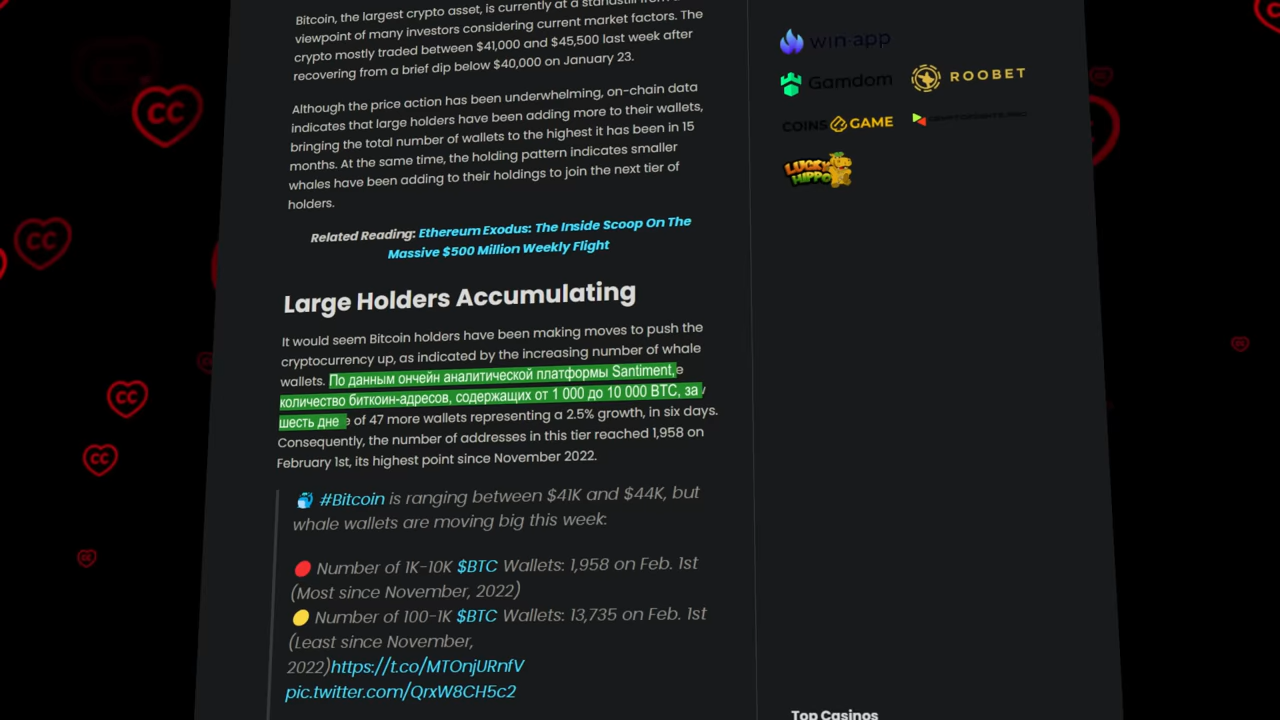 Bitcoin, the largest crypto asset, is currently at a standstill from
viewpoint of many investors considering current market factors. The
crypto mostly traded between $41,000 and $45,500 last week after
recovering from a brief dip below $40,000 on January 23.
Although the price action has been underwhelming, on-chain data
indicates that large holders have been adding more to their wallets,
bringing the total number of wallets to the highest it has been in 15
months. At the same time, the holding pattern indicates smaller
whales have been adding to their holdings to join the next tier of
holders.
Related Reading: Ethereum Exodus: The Inside Scoop On The
Massive $500 Million Weekly Flight
Large Holders Accumulating
It would seem Bitcoin holders have been making moves to push the
cryptocurrency up, as indicated by the increasing number of whale
wallets. По данным ончейн аналитической платформы Santiment,
количество биткоин-адресов, содержащих от 1 000 до 10 000 BTC, за
шесть дне of 47 more wallets representing a 2.5% growth, in six days.
Consequently, the number of addresses in this tier reached 1,958 on
February 1st, its highest point since November 2022.
#Bitcoin is ranging between $41K and $44K, but
whale wallets are moving big this week:
Number of 1K-10K $BTC Wallets: 1,958 on Feb. 1st
(Most since November, 2022)
Number of 100-1K $BTC Wallets: 13,735 on Feb. 1st
(Least since November,
2022)https://t.co/MTOnjURnfV
pic.twitter.com/QrxW8CH5c2
win·app
Gamdom
ROOBET
COINS GAME
LUCKY
HIPPO
Top Casinos
CC
CC
CC
CC
CC
CC